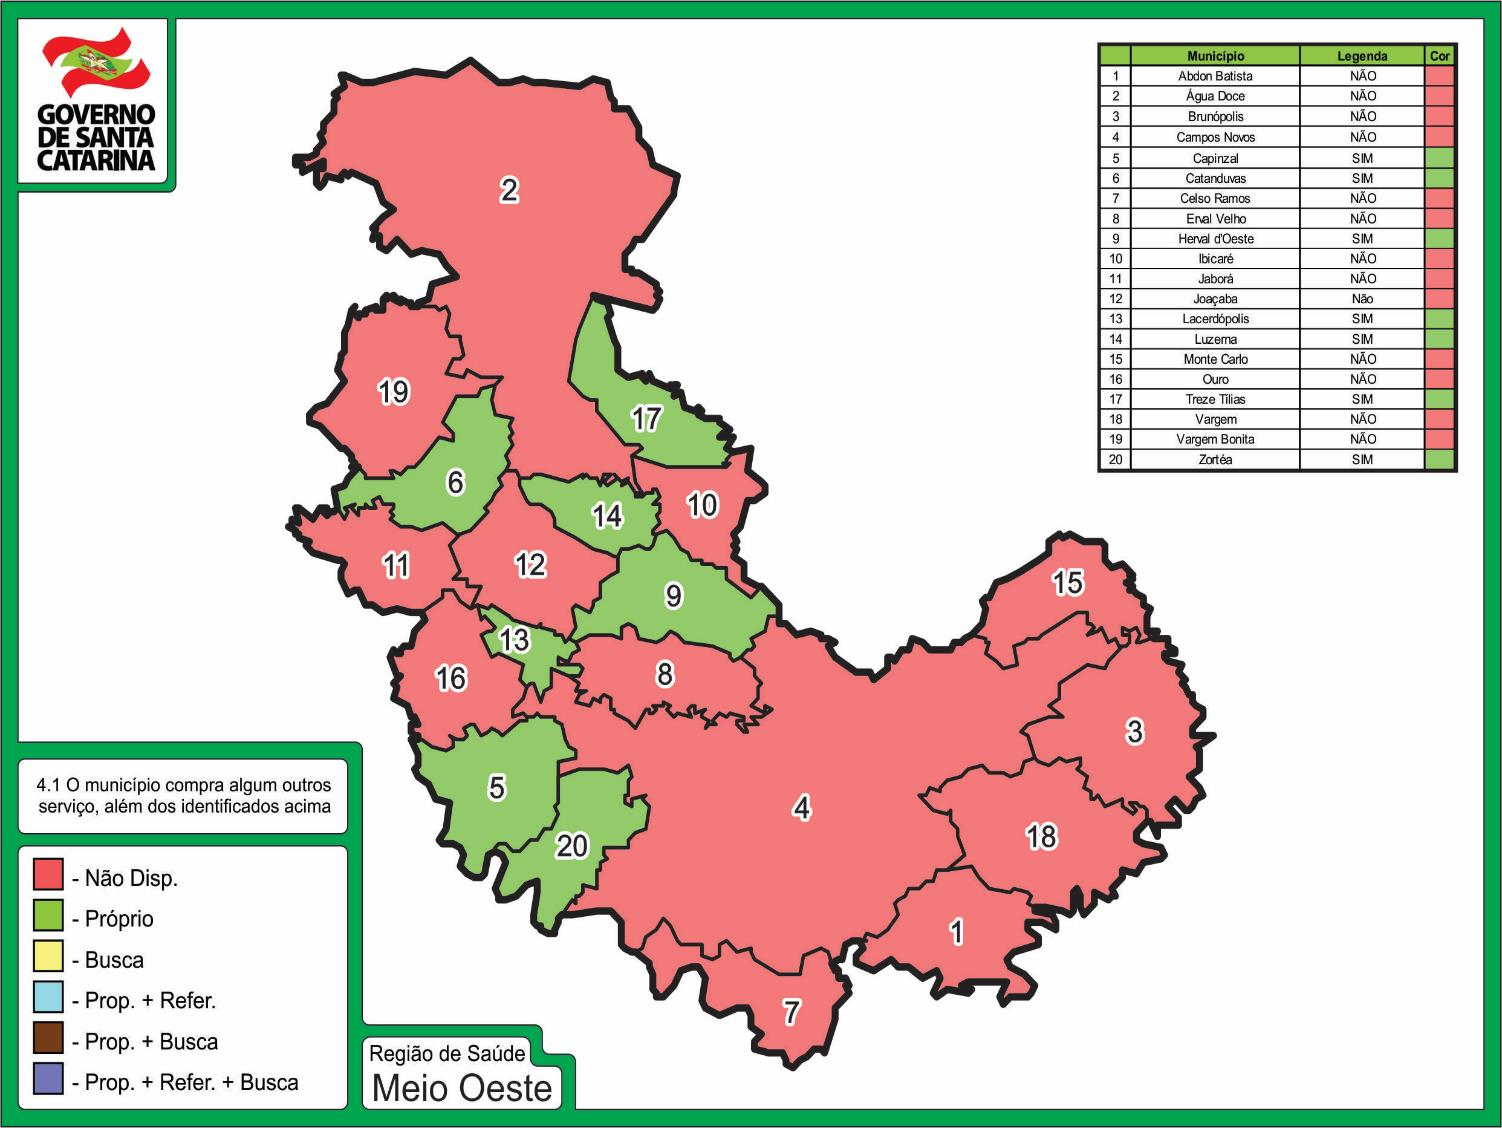 GOVERNO
DE SANTA
CATARINA
Município Legenda Cor
1 Abdon Batista NÃO
2 Água Doce NÃO
3 Brunópolis NÃO
4 Campos Novos NÃO
5 Capinzal SIM
6 Catanduvas SIM
7 Celso Ramos NÃO
8 Erval Velho NÃO
9 Herval d'Oeste SIM
10 Ibicaré NÃO
11 Jaborá NÃO
12 Joaçaba Não
13 Lacerdópolis SIM
14 Luzerna SIM
15 Monte Carlo NÃO
16 Ouro NÃO
17 Treze Tílias SIM
18 Vargem NÃO
19 Vargem Bonita NÃO
20 Zortéa SIM
2
19
17
6
14
10
11
12
9
15
13
16
8
3
5
4
20
18
1
7
4.1 O município compra algum outros
serviço, além dos identificados acima
- Não Disp.
- Próprio
- Busca
- Prop. + Refer.
- Prop. + Busca
- Prop. + Refer. + Busca
Região de Saúde
Meio Oeste